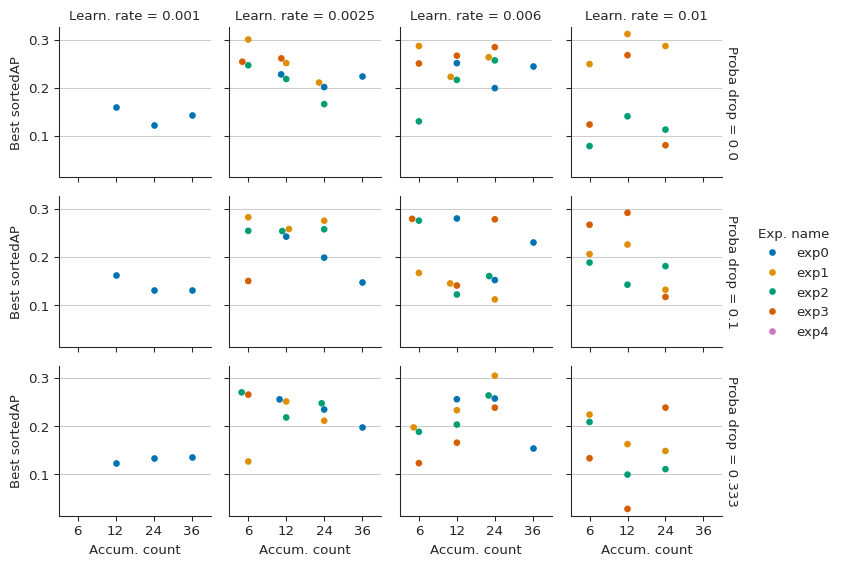 Learn. rate = 0.001
Learn. rate = 0.0025
Learn. rate = 0.006
Learn. rate = 0.01
Best sortedAP
0.3
0.2
0.1
Proba drop = 0.0
Best sortedAP
0.3
0.2
0.1
Proba drop = 0.1
Exp. name
exp0
exp1
exp2
exp3
exp4
Best sortedAP
0.3
0.2
0.1
Proba drop = 0.333
6 12 24 36
6 12 24 36
6 12 24 36
6 12 24 36
Accum. count
Accum. count
Accum. count
Accum. count